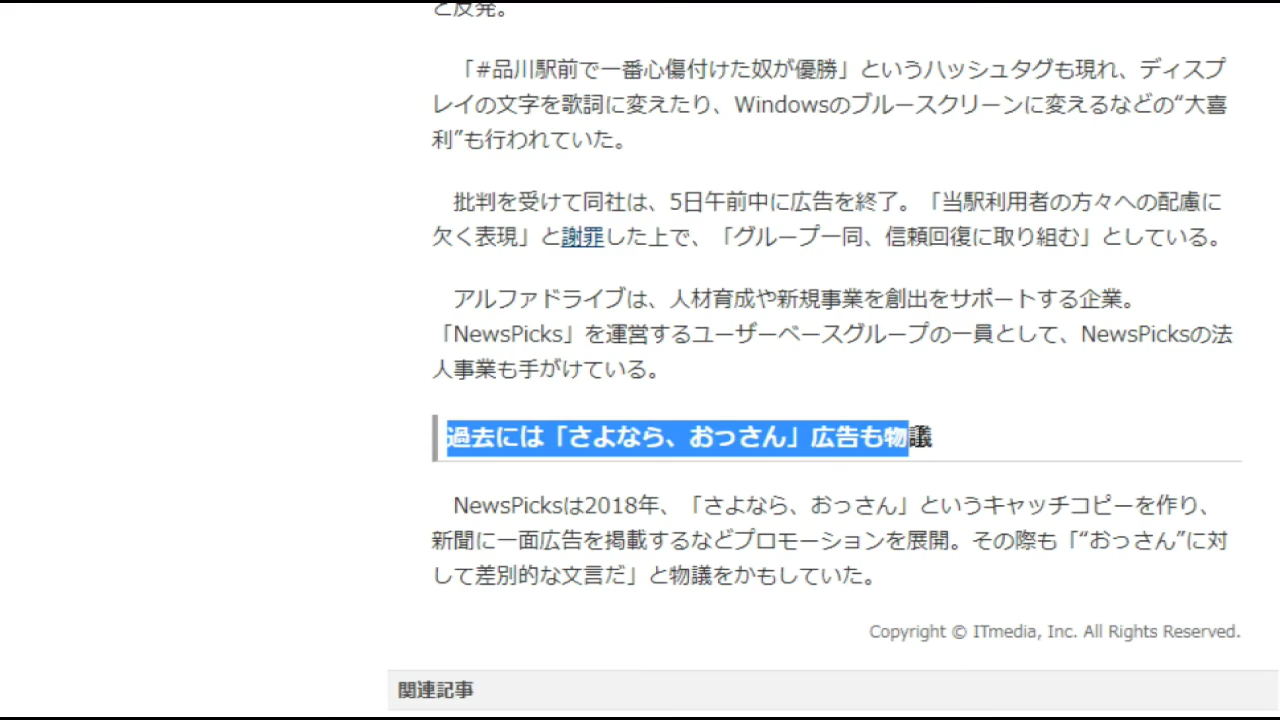 と反発。
「#品川駅前で一番心傷付けた奴が優勝」というハッシュタグも現れ、ディスプ
レイの文字を歌詞に変えたり、Windowsのブルースクリーンに変えるなどの“大喜
利”も行われていた。
批判を受けて同社は、5日午前中に広告を終了。「当駅利用者の方々への配慮に
欠く表現」と謝罪した上で、「グループ一同、信頼回復に取り組む」としている。
アルファドライブは、人材育成や新規事業を創出をサポートする企業。
「NewsPicks」を運営するユーザーベースグループの一員として、NewsPicksの法
人事業も手がけている。
過去には「さよなら、おっさん」広告も物議
NewsPicksは2018年、「さよなら、おっさん」というキャッチコピーを作り、
新聞に一面広告を掲載するなどプロモーションを展開。その際も「“おっさん”に対
して差別的な文言だ」と物議をかもしていた。
Copyright © ITmedia, Inc. All Rights Reserved.
関連記事